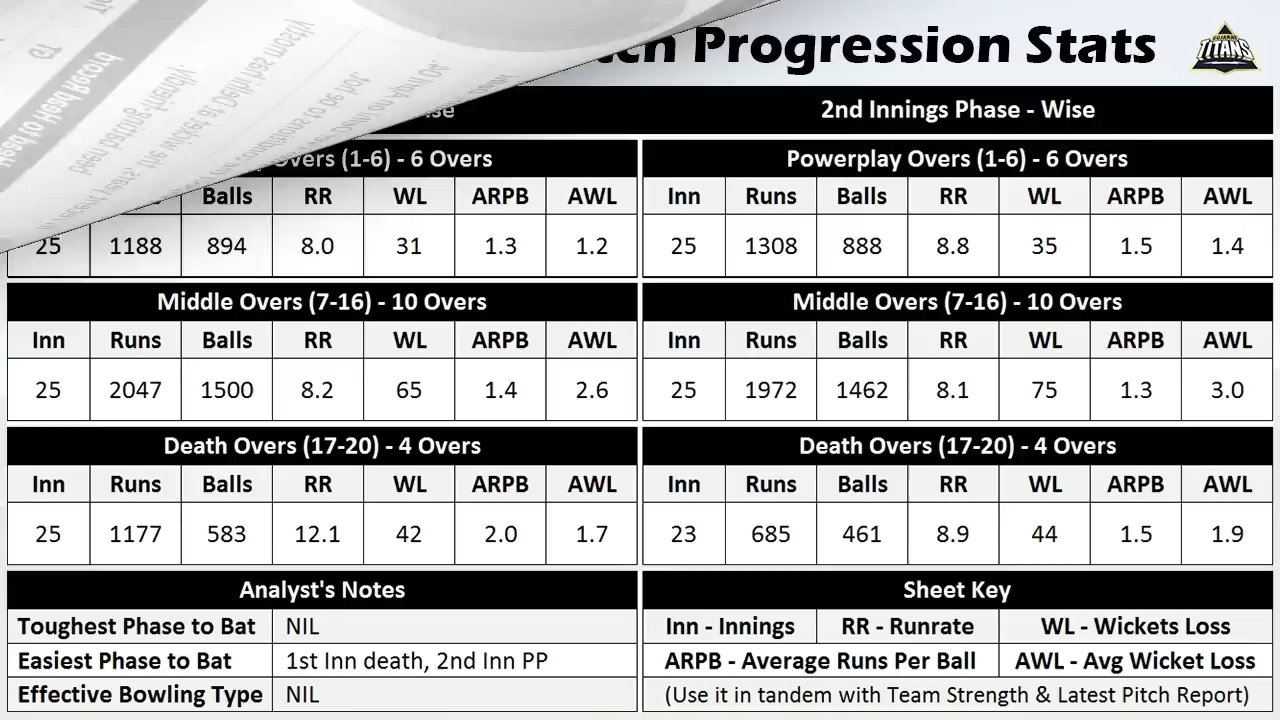 Progression Stats
GUJARAT
TITANS
2nd Innings Phase - Wise
Overs (1-6) - 6 Overs
Balls RR WL ARPB AWL
25 1188 894 8.0 31 1.3 1.2
Powerplay Overs (1-6) - 6 Overs
Inn Runs Balls RR WL ARPB AWL
25 1308 888 8.8 35 1.5 1.4
Middle Overs (7-16) - 10 Overs
Inn Runs Balls RR WL ARPB AWL
25 2047 1500 8.2 65 1.4 2.6
Middle Overs (7-16) - 10 Overs
Inn Runs Balls RR WL ARPB AWL
25 1972 1462 8.1 75 1.3 3.0
Death Overs (17-20) - 4 Overs
Inn Runs Balls RR WL ARPB AWL
25 1177 583 12.1 42 2.0 1.7
Death Overs (17-20) - 4 Overs
Inn Runs Balls RR WL ARPB AWL
23 685 461 8.9 44 1.5 1.9
Analyst's Notes
Toughest Phase to Bat NIL
Easiest Phase to Bat 1st Inn death, 2nd Inn PP
Effective Bowling Type NIL
Sheet Key
Inn - Innings RR - Runrate WL - Wickets Loss
ARPB - Average Runs Per Ball AWL - Avg Wicket Loss
(Use it in tandem with Team Strength & Latest Pitch Report)